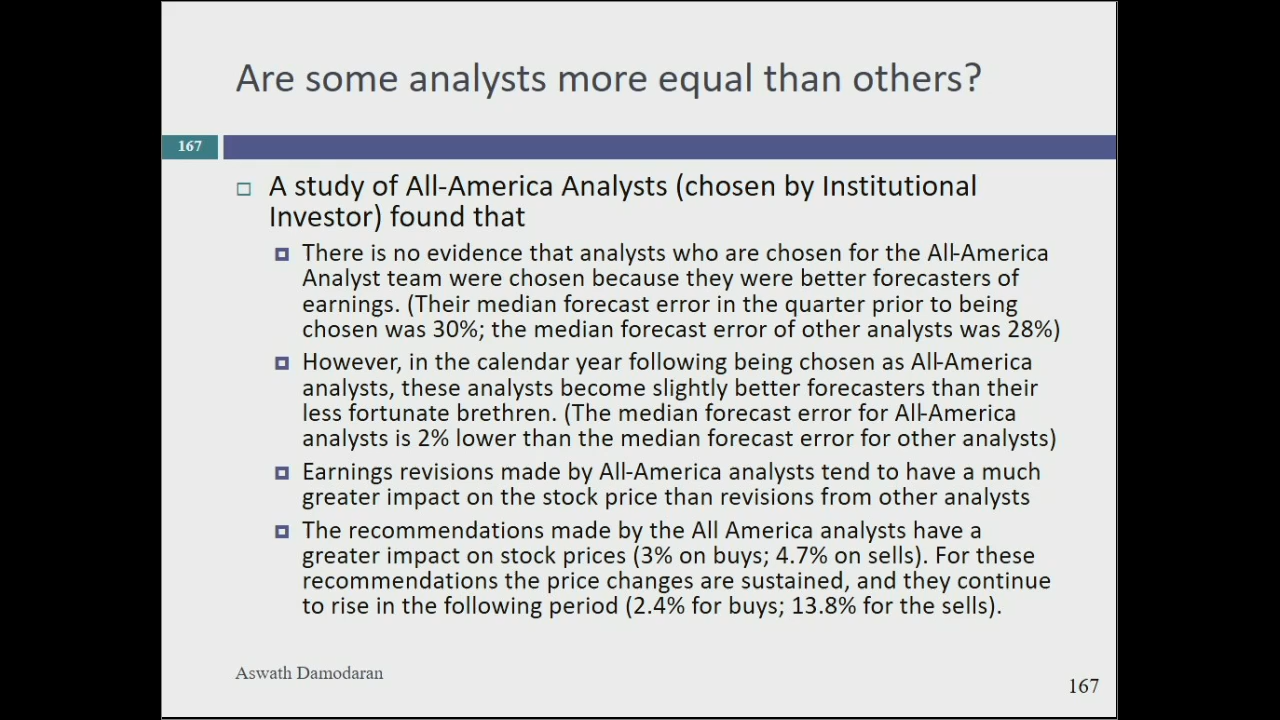 Are some analysts more equal than others?
167
A study of All-America Analysts (chosen by Institutional
Investor) found that
There is no evidence that analysts who are chosen for the All-America
Analyst team were chosen because they were better forecasters of
earnings. (Their median forecast error in the quarter prior to being
chosen was 30%; the median forecast error of other analysts was 28%)
However, in the calendar year following being chosen as All-America
analysts, these analysts become slightly better forecasters than their
less fortunate brethren. (The median forecast error for All-America
analysts is 2% lower than the median forecast error for other analysts)
Earnings revisions made by All-America analysts tend to have a much
greater impact on the stock price than revisions from other analysts
The recommendations made by the All America analysts have a
greater impact on stock prices (3% on buys; 4.7% on sells). For these
recommendations the price changes are sustained, and they continue
to rise in the following period (2.4% for buys; 13.8% for the sells).
Aswath Damodaran
167